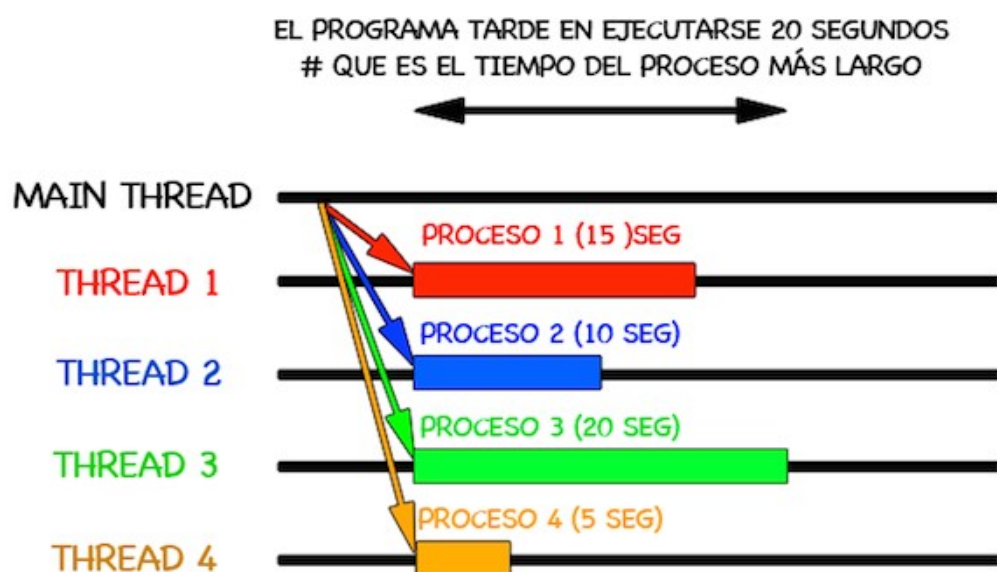 EL PROGRAMA TARDE EN EJECUTARSE 20 SEGUNDOS
# QUE ES EL TIEMPO DEL PROCESO MÁS LARGO
MAIN THREAD
PROCESO 1 (15 )SEG
THREAD 1
PROCESO 2 (10 SEG)
THREAD 2
PROCESO 3 (20 SEG)
THREAD 3
PROCESO 4 (5 SEG)
THREAD 4